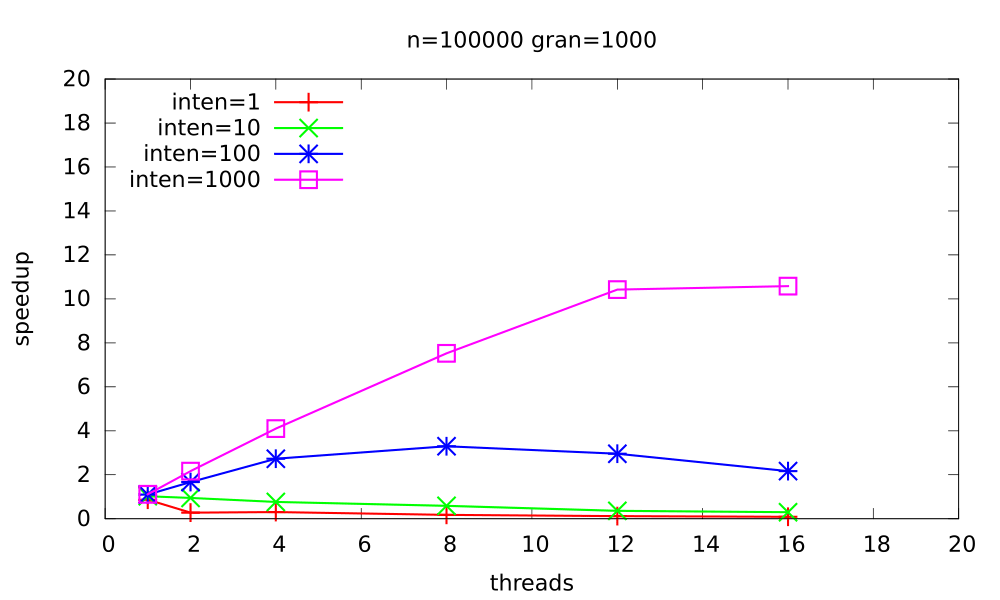 n=100000 gran=1000
20
18
16
14
12
10
8
6
4
2
0
inten=1
inten=10
inten=100
inten=1000
speedup
0 2 4 6 8 10 12 14 16 18 20
threads